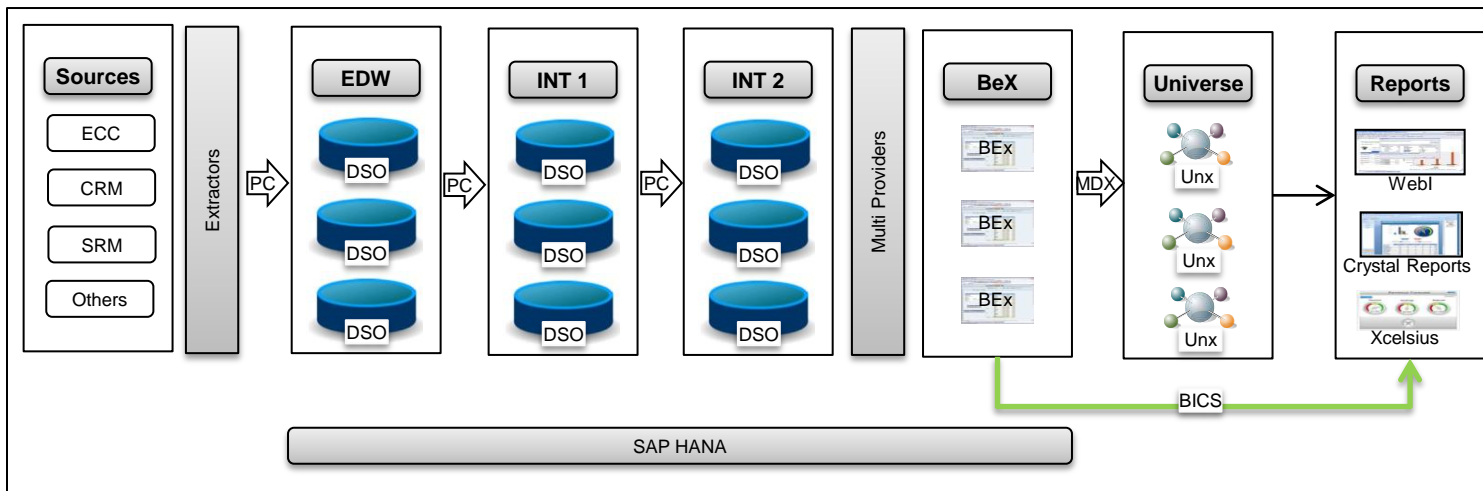 Sources
ECC
CRM
SRM
Others
Extractors
PC
EDW
DSO
DSO
DSO
PC
INT 1
DSO
DSO
DSO
PC
INT 2
DSO
DSO
DSO
Multi Providers
BeX
BEx
BEx
BEx
MDX
Universe
Unx
Unx
Unx
Reports
WebI
Crystal Reports
Xcelsius
BICS
SAP HANA